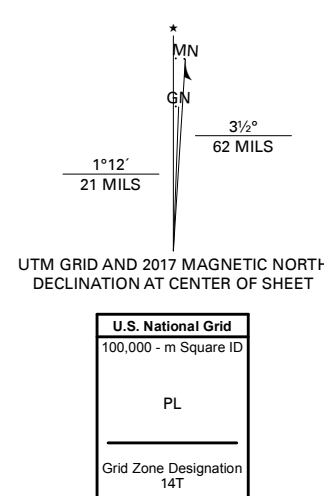 ★
MN
GN
3½°
62 MILS
1°12´
21 MILS
UTM GRID AND 2017 MAGNETIC NORTH
DECLINATION AT CENTER OF SHEET
U.S. National Grid
100,000 - m Square ID
PL
Grid Zone Designation
14T